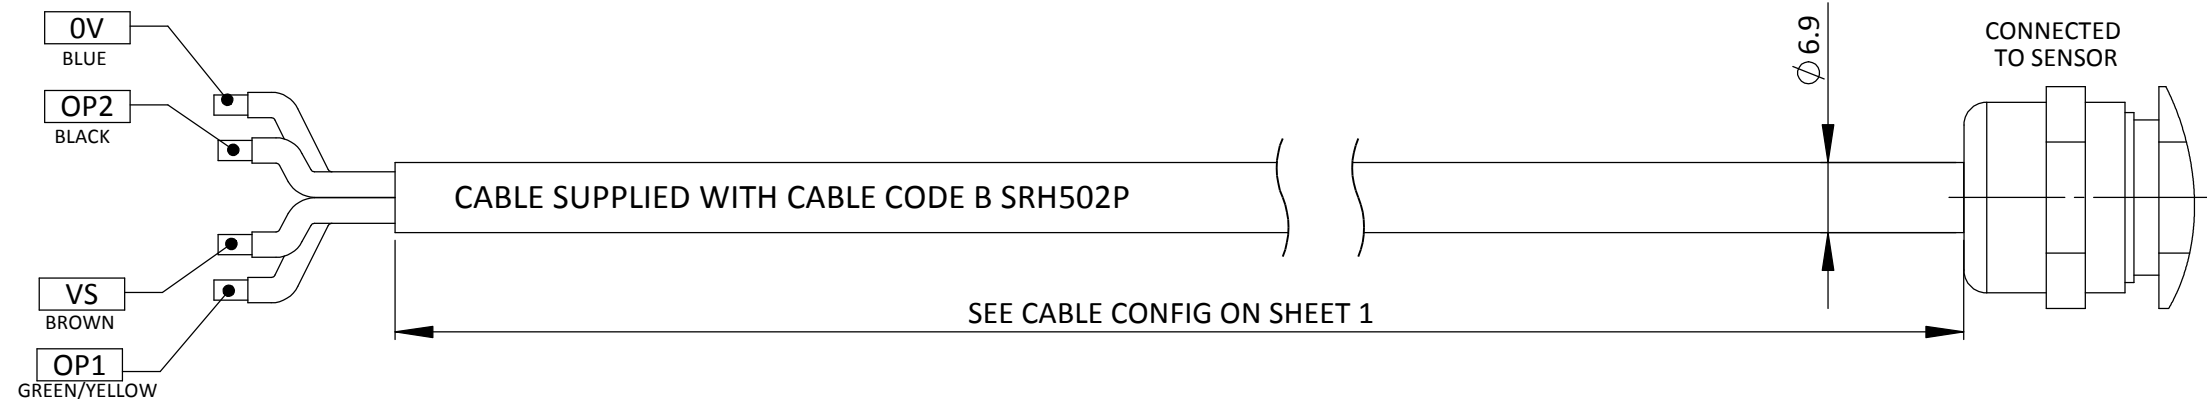 0V
BLUE
OP2
BLACK
VS
BROWN
OP1
GREEN/YELLOW
CABLE SUPPLIED WITH CABLE CODE B SRH502P
SEE CABLE CONFIG ON SHEET 1
∅ 6.9
CONNECTED
TO SENSOR